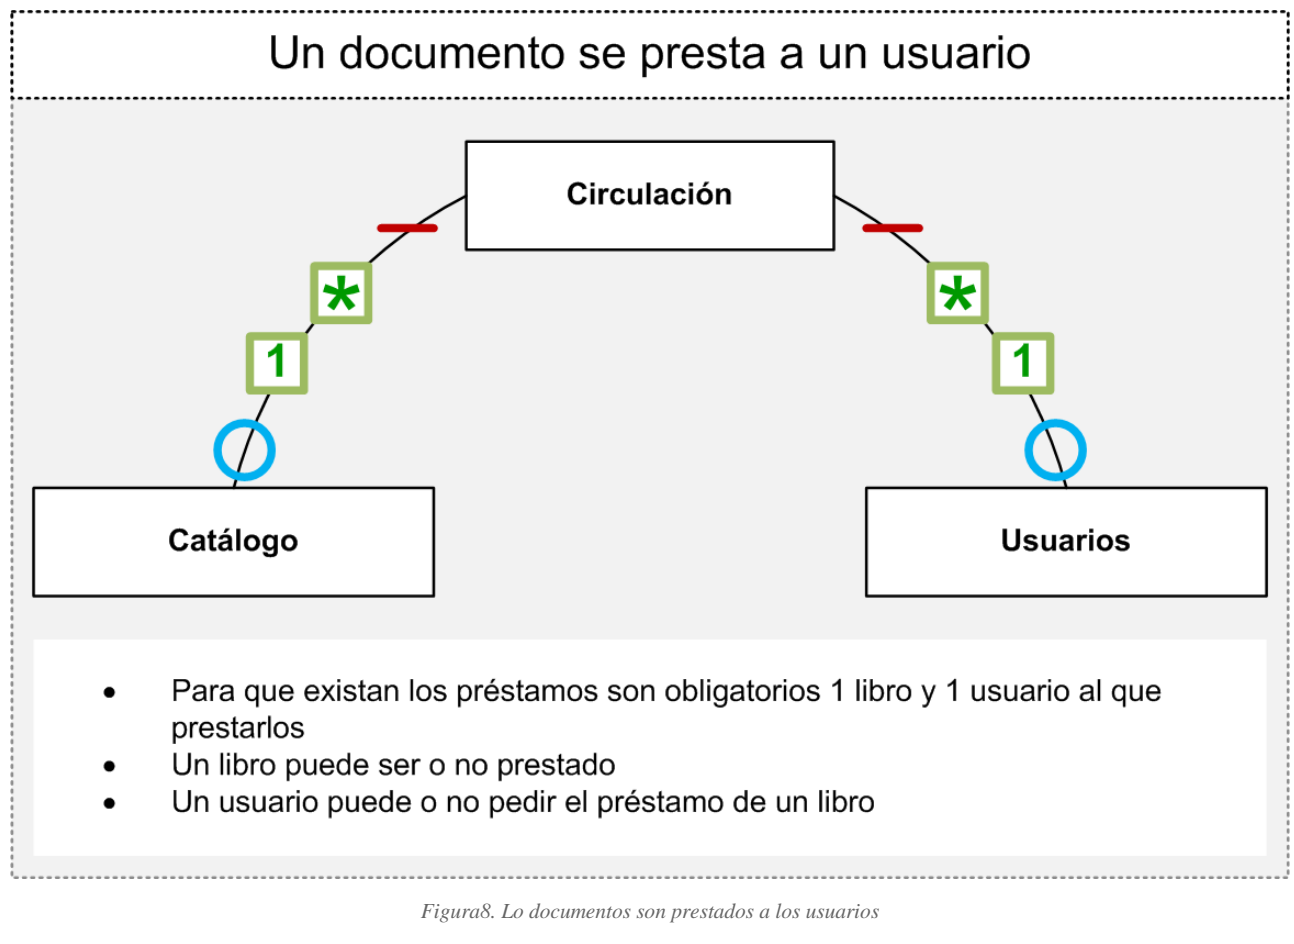 Un documento se presta a un usuario
Circulación
*
*
1
1
Catálogo
Usuarios
• Para que existan los préstamos son obligatorios 1 libro y 1 usuario al que
prestarlos
• Un libro puede ser o no prestado
• Un usuario puede o no pedir el préstamo de un libro
Figura8. Lo documentos son prestados a los usuarios